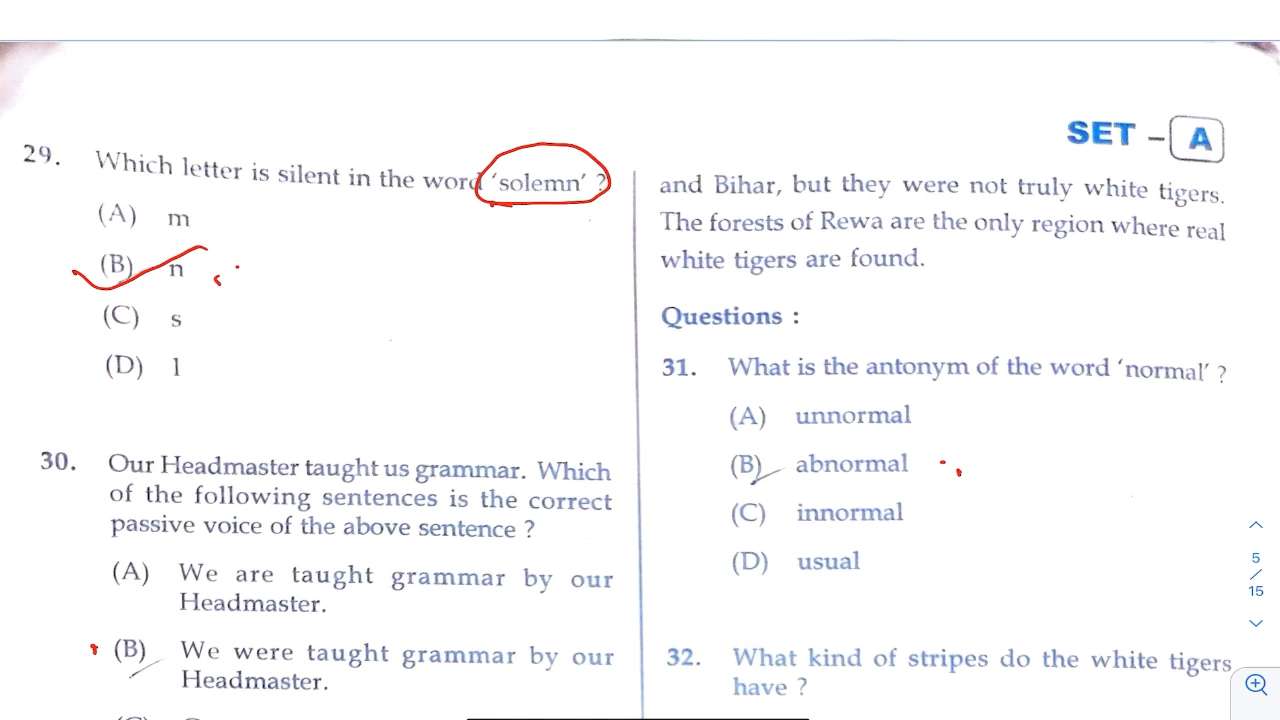 SET – A
29. Which letter is silent in the word 'solemn' ?
(A) m
(B) n
(C) s
(D) l
30. Our Headmaster taught us grammar. Which
of the following sentences is the correct
passive voice of the above sentence ?
(A) We are taught grammar by our
Headmaster.
(B) We were taught grammar by our
Headmaster.
and Bihar, but they were not truly white tigers.
The forests of Rewa are the only region where real
white tigers are found.
Questions :
31. What is the antonym of the word 'normal' ?
(A) unnormal
(B) abnormal
(C) innormal
(D) usual
32. What kind of stripes do the white tigers
have ?
5
/
15